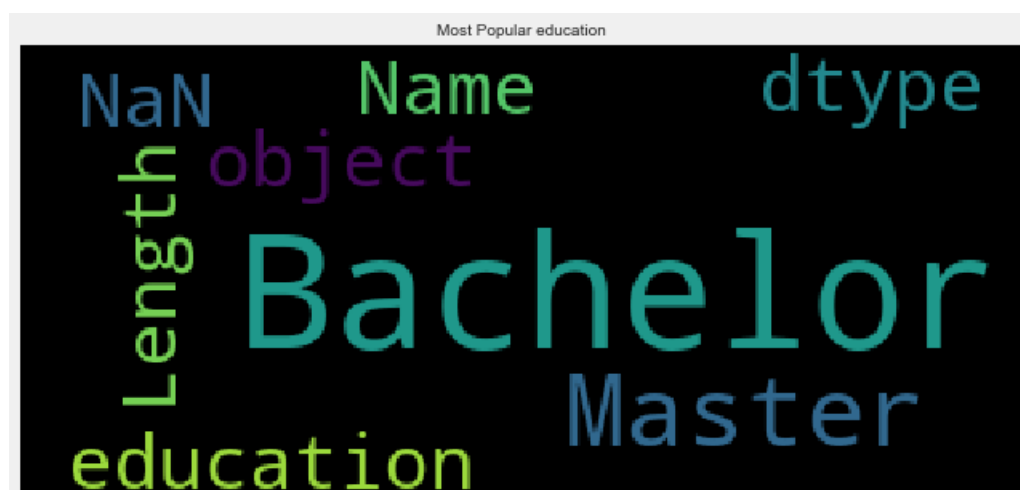 Most Popular education
NaN Name dtype
object
Length
Bachelor
Master
education